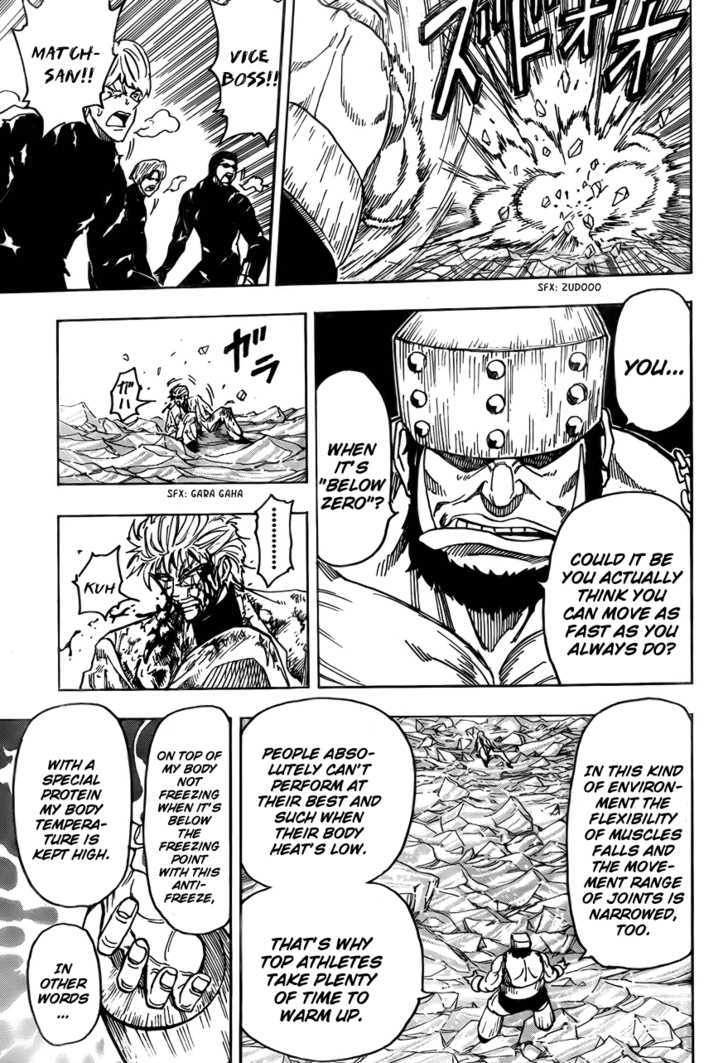 ズドオオ
SFX: ZUDOOO
VICE
BOSS!!
MATCH-
SAN!!
YOU...
WHEN
IT'S
"BELOW
ZERO"?
COULD IT BE
YOU ACTUALLY
THINK YOU
CAN MOVE AS
FAST AS YOU
ALWAYS DO?
ガラ
ガハ
SFX: GARA GAHA
KUH
IN THIS KIND
OF ENVIRON-
MENT THE
FLEXIBILITY
OF MUSCLES
FALLS AND
THE MOVE-
MENT RANGE
OF JOINTS IS
NARROWED,
TOO.
PEOPLE ABSO-
LUTELY CAN'T
PERFORM AT
THEIR BEST AND
SUCH WHEN
THEIR BODY
HEAT'S LOW.
THAT'S WHY
TOP ATHLETES
TAKE PLENTY
OF TIME TO
WARM UP.
ON TOP OF
MY BODY
NOT
FREEZING
WHEN IT'S
BELOW
THE
FREEZING
POINT
WITH THIS
ANTI-
FREEZE,
WITH A
SPECIAL
PROTEIN
MY BODY
TEMPERA-
TURE IS
KEPT HIGH.
IN
OTHER
WORDS
...